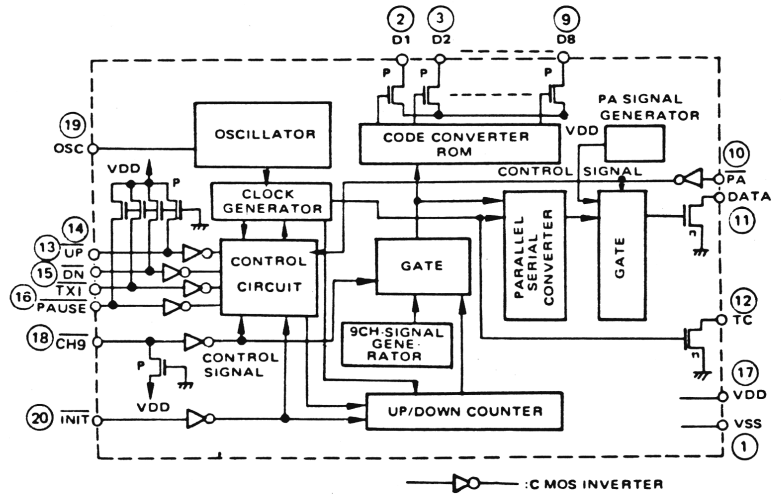 2 3 9
D1 D2 D8
P P P
19
OSC
OSCILLATOR
CODE CONVERTER
ROM
VDD
PA SIGNAL
GENERATOR
10
PA
CONTROL SIGNAL
VDD P
CLOCK
GENERATOR
DATA
11
n
14
13 UP
15 DN
TXI
16 PAUSE
CONTROL
CIRCUIT
GATE
PARALLEL
SERIAL
CONVERTER
GATE
12
TC
n
18 CH9
CONTROL
SIGNAL
9CH-SIGNAL
GENE-
RATOR
P
VDD
17
VDD
20 INIT
UP/DOWN COUNTER
VSS
1
:CMOS INVERTER